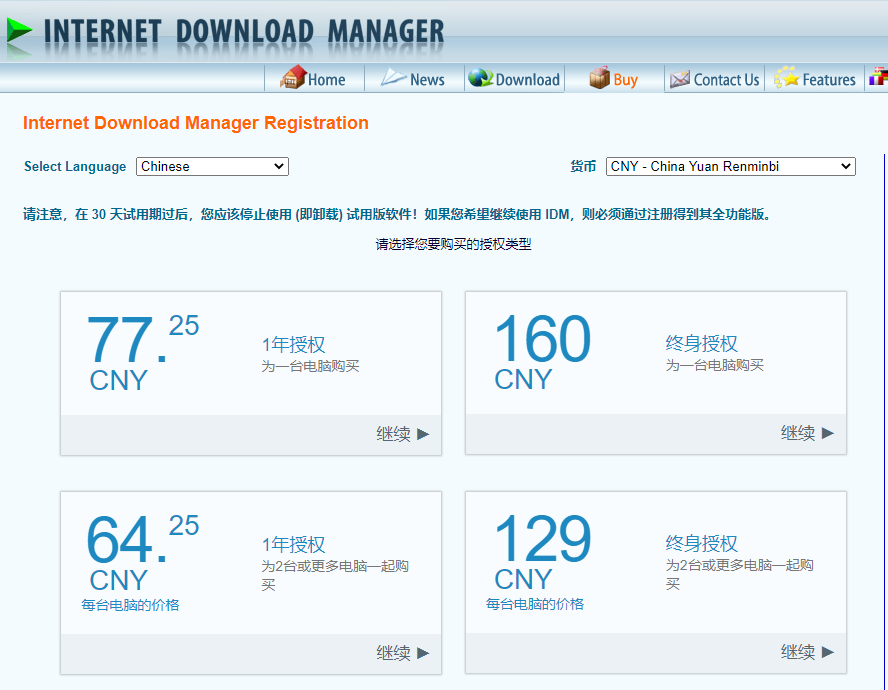 INTERNET DOWNLOAD MANAGER
Home News Download Buy Contact Us Features
Internet Download Manager Registration
Select Language Chinese 货币 CNY - China Yuan Renminbi
请注意，在 30 天试用期过后，您应该停止使用 (即卸载) 试用版软件！如果您希望继续使用 IDM，则必须通过注册得到其全功能版。
请选择您要购买的授权类型
77.25
CNY
1年授权
为一台电脑购买
继续 ▶
160
CNY
终身授权
为一台电脑购买
继续 ▶
64.25
CNY
每台电脑的价格
1年授权
为2台或更多电脑一起购
买
继续 ▶
129
CNY
每台电脑的价格
终身授权
为2台或更多电脑一起购
买
继续 ▶